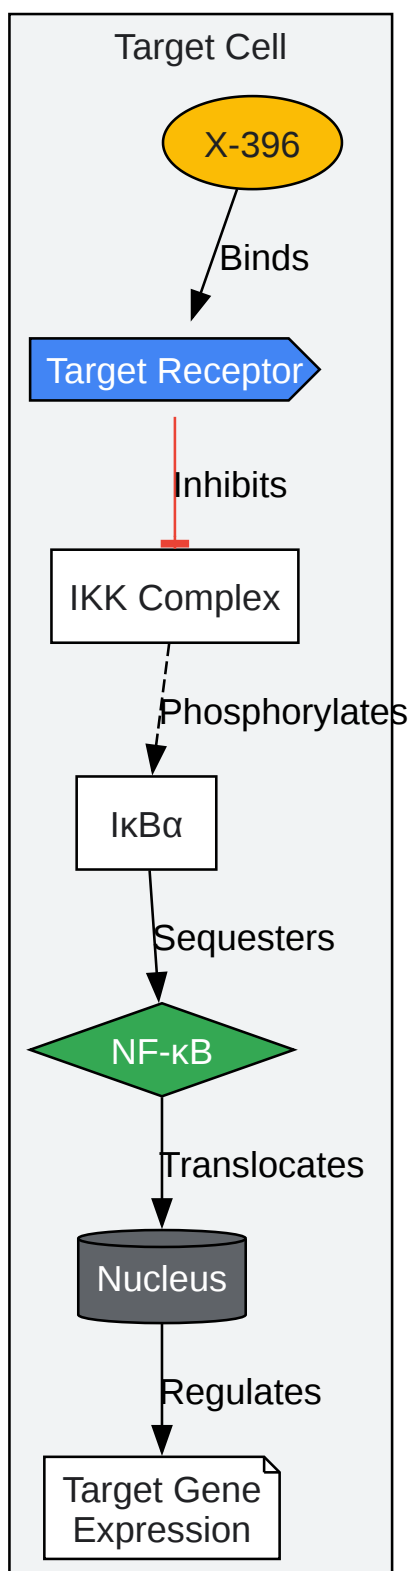 Target Cell
X-396
Binds
Target Receptor
Inhibits
IKK Complex
Phosphorylates
IκBα
Sequesters
NF-κB
Translocates
Nucleus
Regulates
Target Gene
Expression